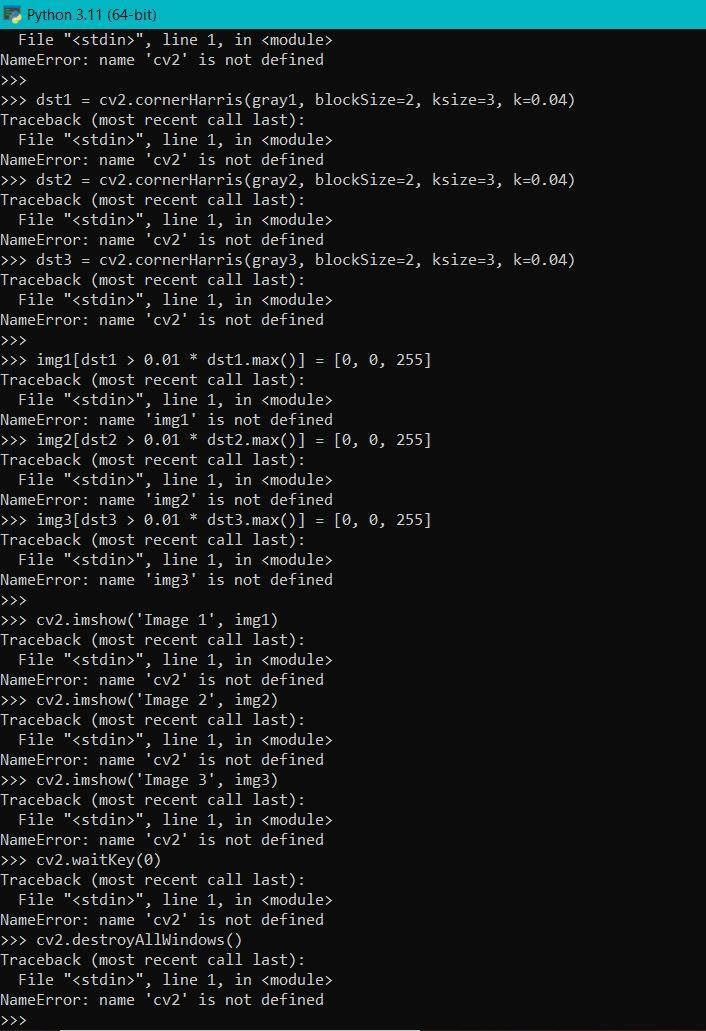 Python 3.11 (64-bit)
  File "<stdin>", line 1, in <module>
NameError: name 'cv2' is not defined
>>>
>>> dst1 = cv2.cornerHarris(gray1, blockSize=2, ksize=3, k=0.04)
Traceback (most recent call last):
  File "<stdin>", line 1, in <module>
NameError: name 'cv2' is not defined
>>> dst2 = cv2.cornerHarris(gray2, blockSize=2, ksize=3, k=0.04)
Traceback (most recent call last):
  File "<stdin>", line 1, in <module>
NameError: name 'cv2' is not defined
>>> dst3 = cv2.cornerHarris(gray3, blockSize=2, ksize=3, k=0.04)
Traceback (most recent call last):
  File "<stdin>", line 1, in <module>
NameError: name 'cv2' is not defined
>>>
>>> img1[dst1 > 0.01 * dst1.max()] = [0, 0, 255]
Traceback (most recent call last):
  File "<stdin>", line 1, in <module>
NameError: name 'img1' is not defined
>>> img2[dst2 > 0.01 * dst2.max()] = [0, 0, 255]
Traceback (most recent call last):
  File "<stdin>", line 1, in <module>
NameError: name 'img2' is not defined
>>> img3[dst3 > 0.01 * dst3.max()] = [0, 0, 255]
Traceback (most recent call last):
  File "<stdin>", line 1, in <module>
NameError: name 'img3' is not defined
>>>
>>> cv2.imshow('Image 1', img1)
Traceback (most recent call last):
  File "<stdin>", line 1, in <module>
NameError: name 'cv2' is not defined
>>> cv2.imshow('Image 2', img2)
Traceback (most recent call last):
  File "<stdin>", line 1, in <module>
NameError: name 'cv2' is not defined
>>> cv2.imshow('Image 3', img3)
Traceback (most recent call last):
  File "<stdin>", line 1, in <module>
NameError: name 'cv2' is not defined
>>> cv2.waitKey(0)
Traceback (most recent call last):
  File "<stdin>", line 1, in <module>
NameError: name 'cv2' is not defined
>>> cv2.destroyAllWindows()
Traceback (most recent call last):
  File "<stdin>", line 1, in <module>
NameError: name 'cv2' is not defined
>>>